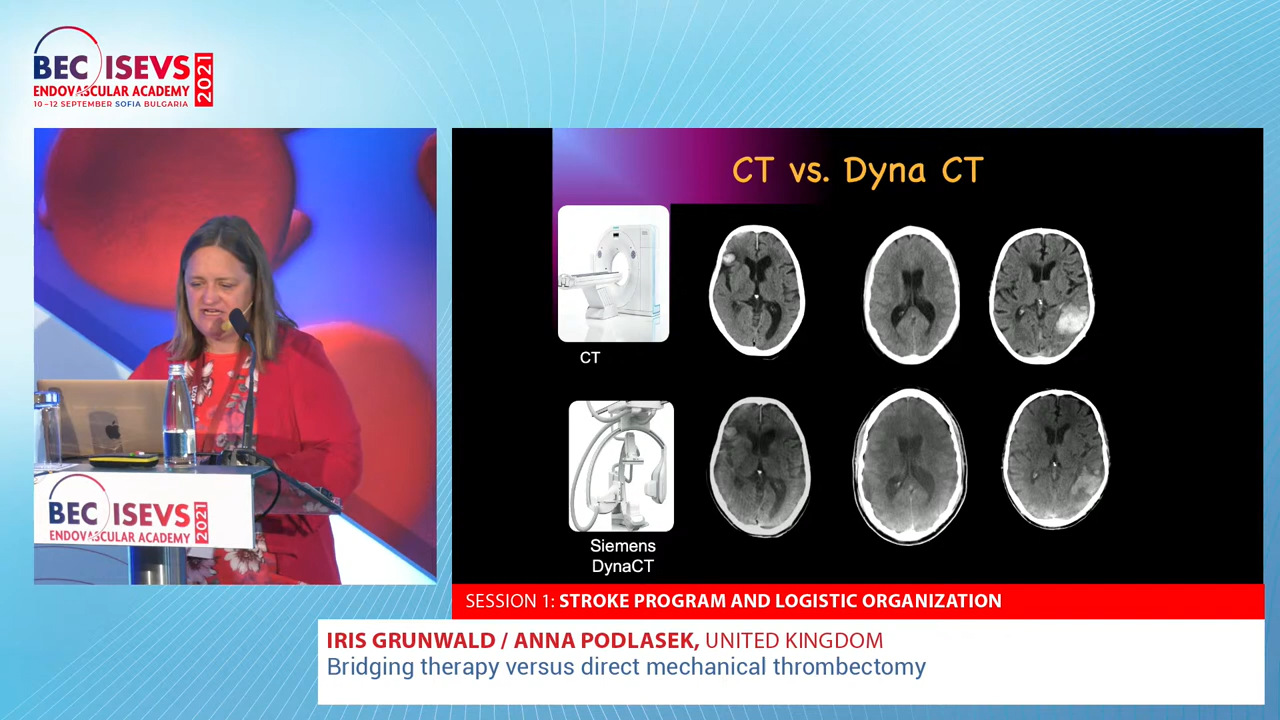 BEC ISEVS 2021
ENDOVASCULAR ACADEMY
10-12 SEPTEMBER SOFIA BULGARIA
BEC ISEVS 2021
ENDOVASCULAR ACADEMY
CT vs. Dyna CT
CT
Siemens
DynaCT
SESSION 1: STROKE PROGRAM AND LOGISTIC ORGANIZATION
IRIS GRUNWALD / ANNA PODLASEK, UNITED KINGDOM
Bridging therapy versus direct mechanical thrombectomy